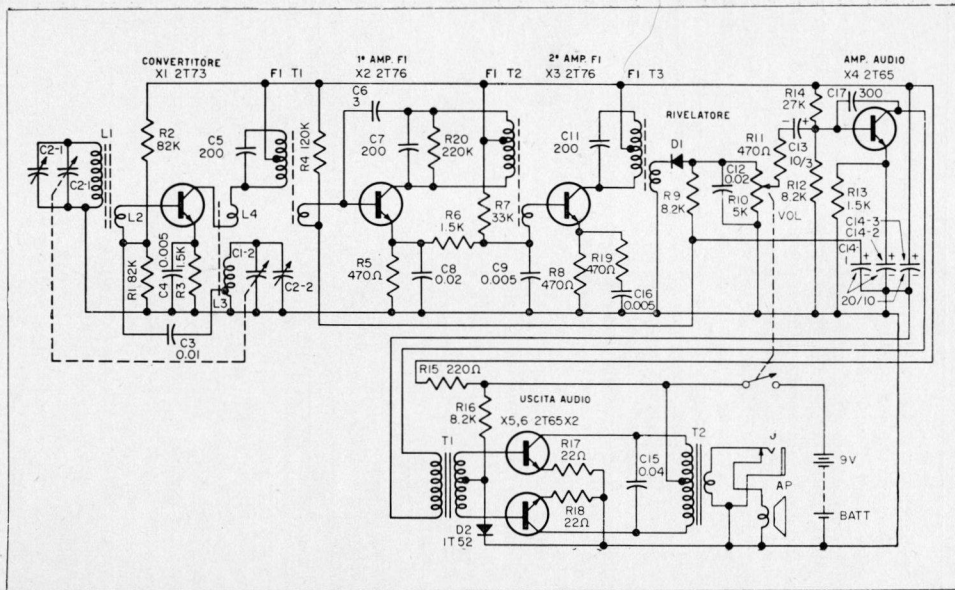 CONVERTITORE
X1 2T73
FI T1
1º AMP. FI
X2 2T76
FI T2
2º AMP. FI
X3 2T76
FI T3
RIVELATORE
AMP. AUDIO
X4 2T65
L1
C2-1
C2-1
R2
82K
C5
200
R4 120K
C6
3
C7
200
R20
220K
C11
200
D1
R14
27K
C17
300
R11
470Ω
C13
10/3
L2
L4
R7
33K
R9
8.2K
C12
0.02
R10
5K
VOL
R12
8.2K
R13
1.5K
R1 82K
C4 0.005
R3 1.5K
L3
C1-2
C2-2
R6
1.5K
R5
470Ω
C8
0.02
C9
0.005
R8
470Ω
R19
470Ω
C16
0.005
C14-3
C14-2
C14-
1
20/10
C3
0.01
R15 220Ω
R16
8.2K
USCITA AUDIO
X5,6 2T65X2
T1
R17
22Ω
R18
22Ω
C15
0.04
T2
J
AP
9V
BATT
D2
1T52